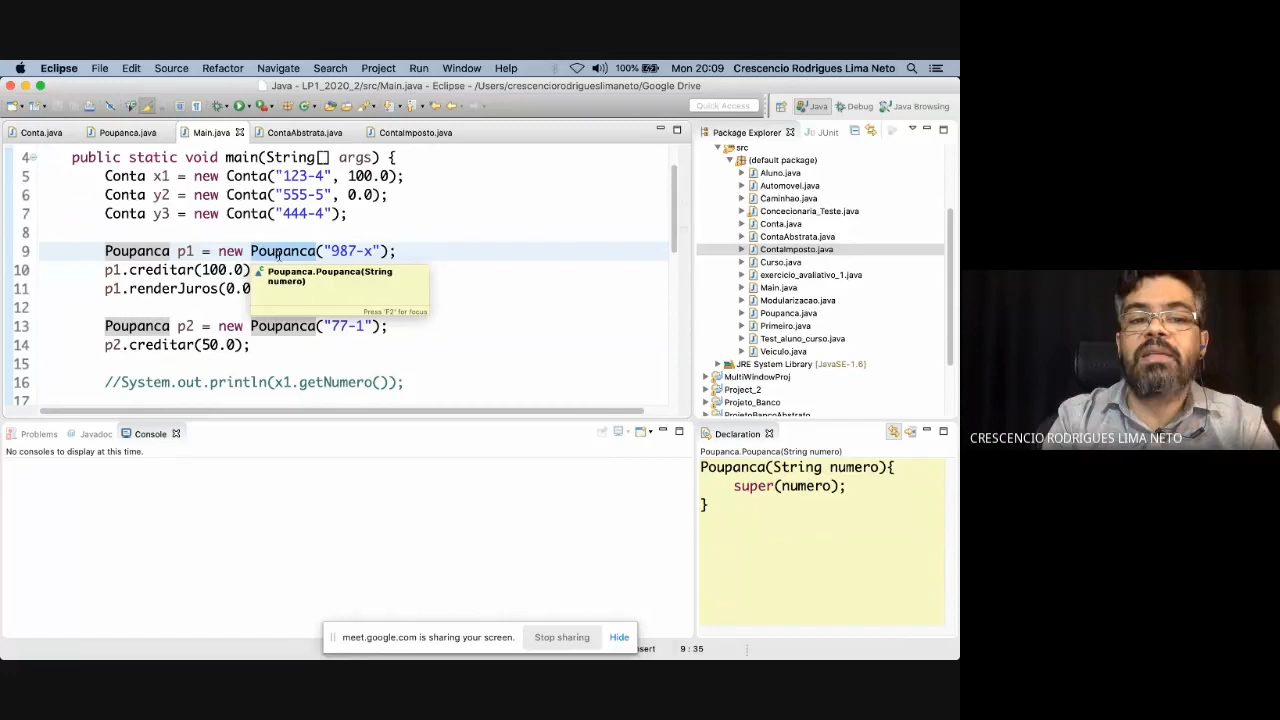 Eclipse File Edit Source Refactor Navigate Search Project Run Window Help 100% Mon 20:09 Crescencio Rodrigues Lima Neto
Java - LP1_2020_2/src/Main.java - Eclipse - /Users/crescenciorodrigueslimaneto/Google Drive
Quick Access Java Debug Java Browsing
Conta.java Poupanca.java Main.java ContaAbstrata.java ContaImposto.java
4 public static void main(String[] args) {
5 Conta x1 = new Conta("123-4", 100.0);
6 Conta y2 = new Conta("555-5", 0.0);
7 Conta y3 = new Conta("444-4");
8
9 Poupanca p1 = new Poupanca("987-x");
10 p1.creditar(100.0)
11 p1.renderJuros(0.0
12
13 Poupanca p2 = new Poupanca("77-1");
14 p2.creditar(50.0);
15
16 //System.out.println(x1.getNumero());
17
Poupanca.Poupanca(String
numero)
Press 'F2' for focus
Package Explorer JUnit
src
(default package)
Aluno.java
Automovel.java
Caminhao.java
Concecionaria_Teste.java
Conta.java
ContaAbstrata.java
ContaImposto.java
Curso.java
exercicio_avaliativo_1.java
Main.java
Modularizacao.java
Poupanca.java
Primeiro.java
Test_aluno_curso.java
Veiculo.java
JRE System Library [JavaSE-1.6]
MultiWindowProj
Project_2
Projeto_Banco
ProjetoBancoAbstrato
Problems Javadoc Console
No consoles to display at this time.
Declaration
Poupanca.Poupanca(String numero)
Poupanca(String numero){
super(numero);
}
meet.google.com is sharing your screen. Stop sharing Hide
9:35
CRESCENCIO RODRIGUES LIMA NETO